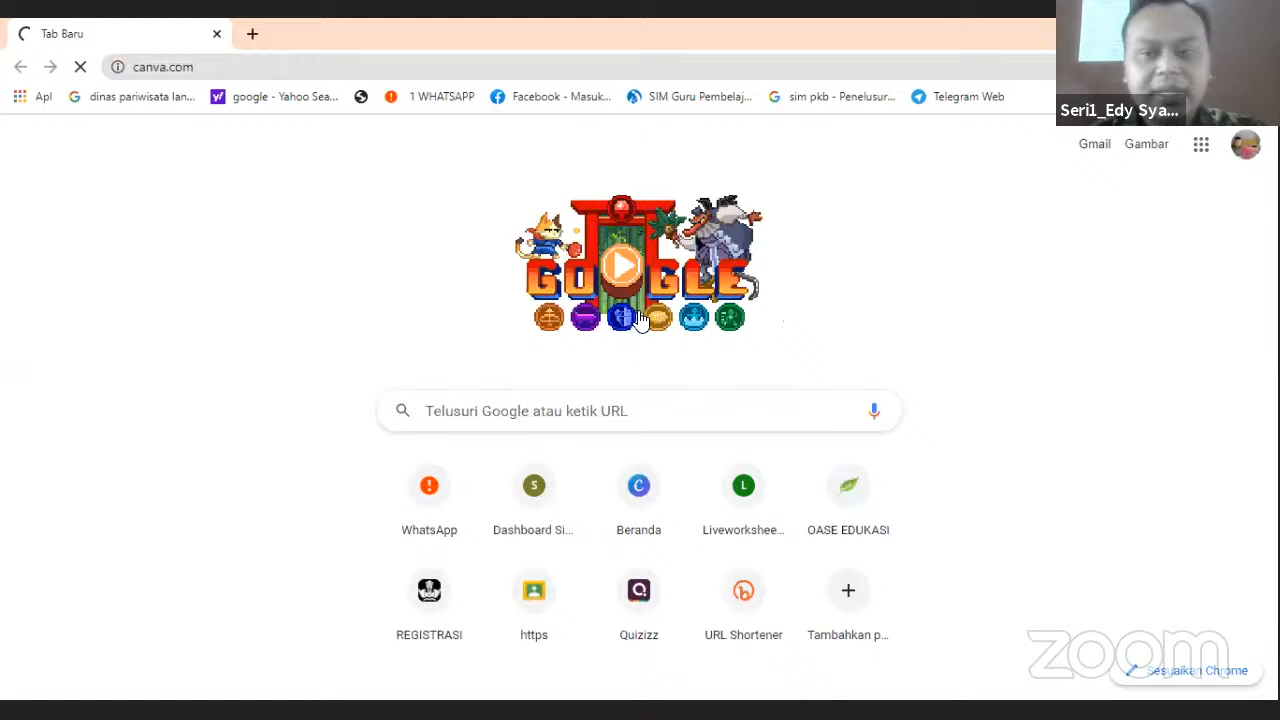 Tab Baru
canva.com
Apl
dinas pariwisata lan...
google - Yahoo Sea...
1 WHATSAPP
Facebook - Masuk...
SIM Guru Pembelaj...
sim pkb - Penelusur...
Telegram Web
Seri1_Edy Sya...
Gmail
Gambar
GOOGLE
Telusuri Google atau ketik URL
WhatsApp
Dashboard Si...
Beranda
Liveworkshee...
OASE EDUKASI
REGISTRASI
https
Quizizz
URL Shortener
Tambahkan p...
zoom
Sesuaikan Chrome